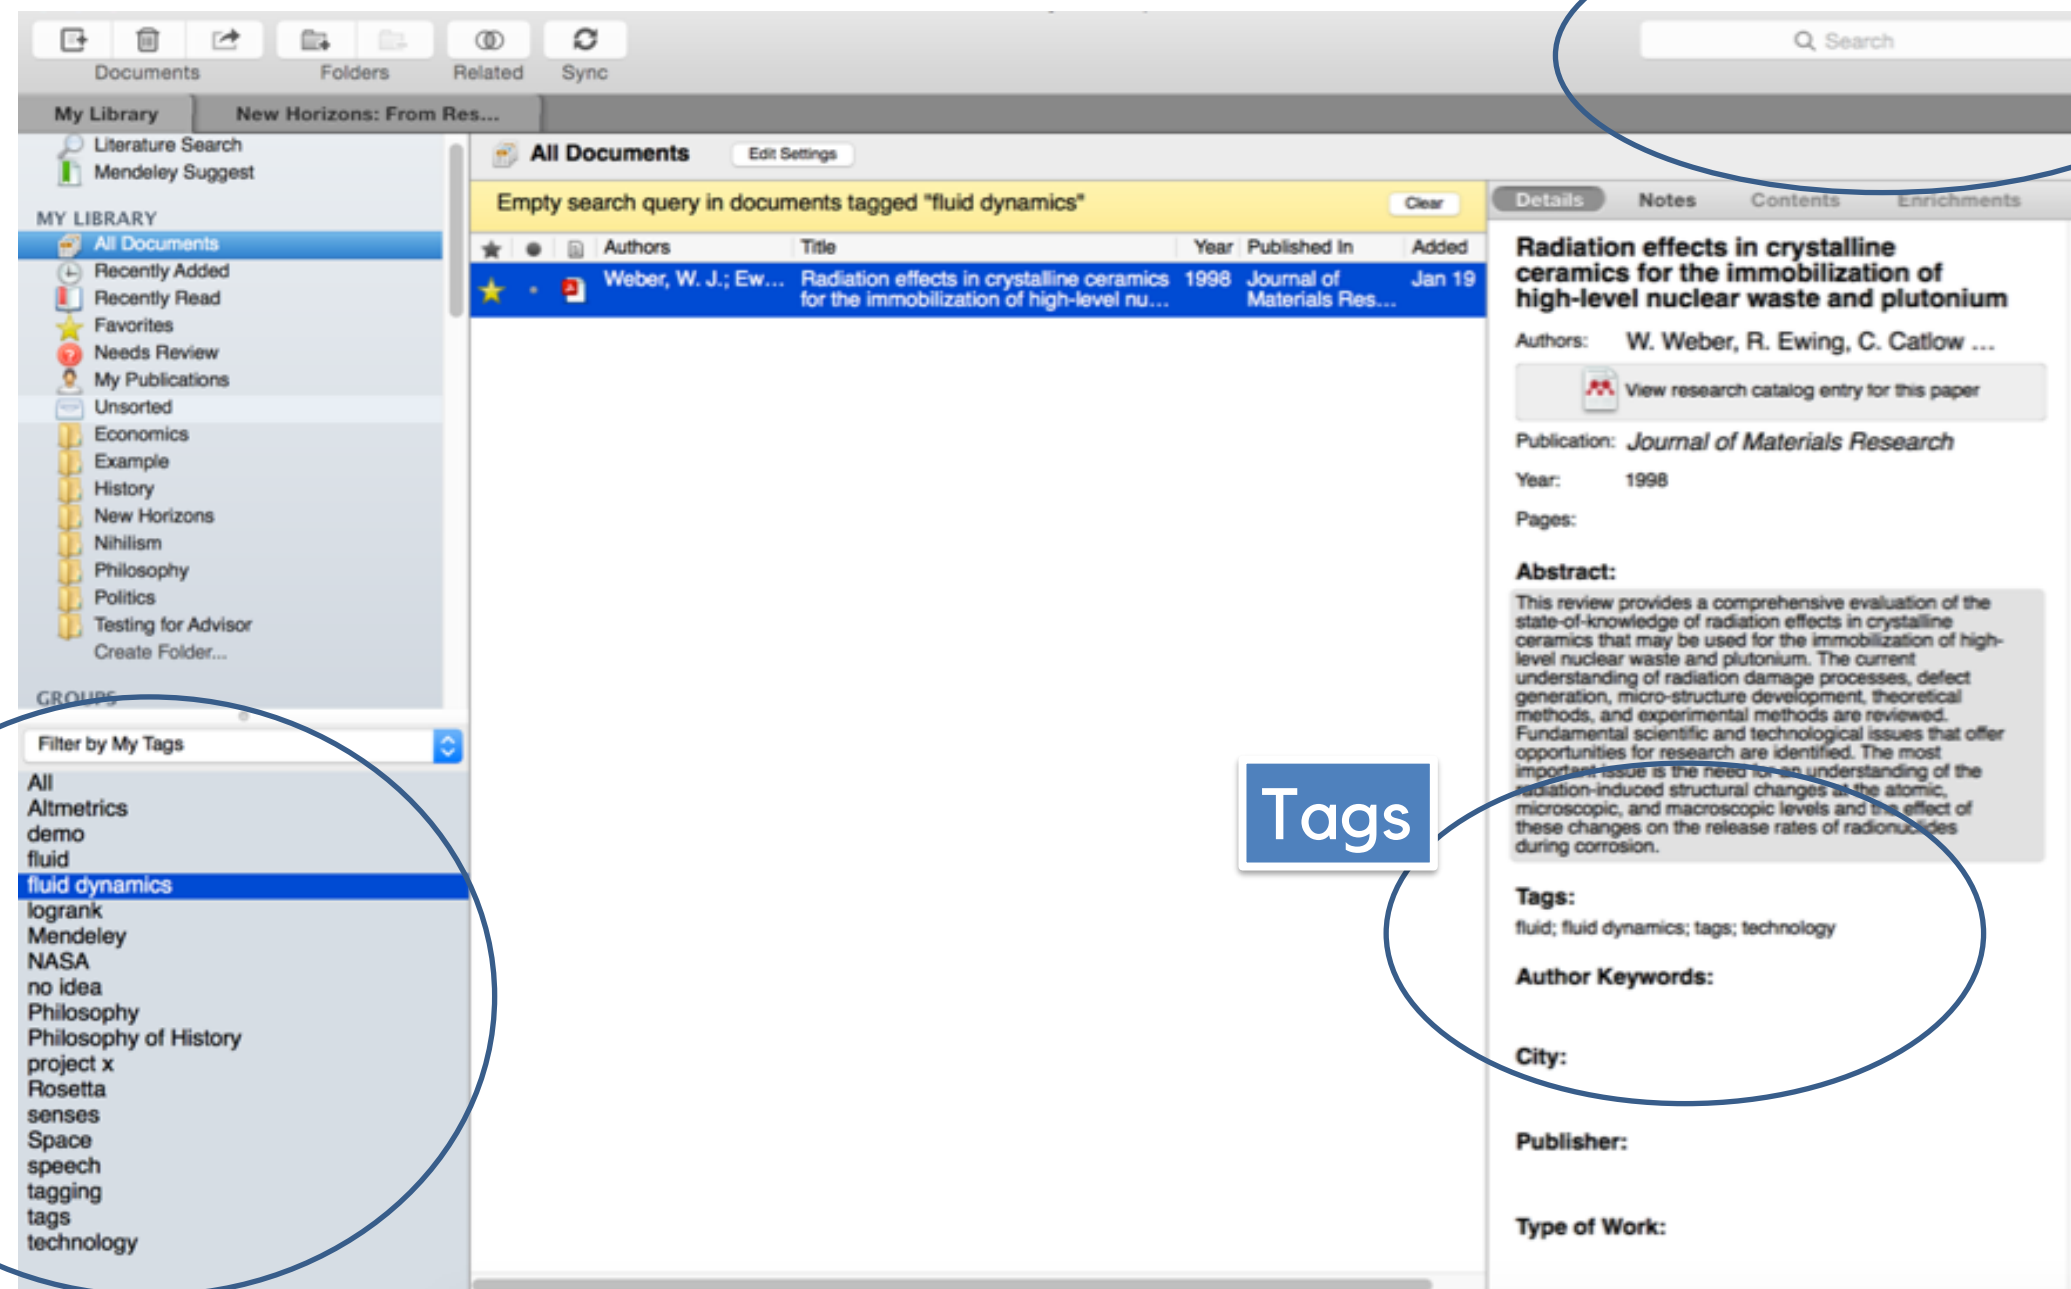 Search
Documents
Folders
Related
Sync
My Library
New Horizons: From Res...
Literature Search
Mendeley Suggest
MY LIBRARY
All Documents
Recently Added
Recently Read
Favorites
Needs Review
My Publications
Unsorted
Economics
Example
History
New Horizons
Nihilism
Philosophy
Politics
Testing for Advisor
Create Folder...
GROUPS
Filter by My Tags
All
Altmetrics
demo
fluid
fluid dynamics
logrank
Mendeley
NASA
no idea
Philosophy
Philosophy of History
project x
Rosetta
senses
Space
speech
tagging
tags
technology
All Documents
Edit Settings
Empty search query in documents tagged "fluid dynamics"
Clear
Authors Title Year Published In Added
Weber, W. J.; Ew... Radiation effects in crystalline ceramics 1998 Journal of Jan 19
for the immobilization of high-level nu... Materials Res...
Tags
Details Notes Contents Enrichments
Radiation effects in crystalline
ceramics for the immobilization of
high-level nuclear waste and plutonium
Authors: W. Weber, R. Ewing, C. Catlow ...
View research catalog entry for this paper
Publication: Journal of Materials Research
Year: 1998
Pages:
Abstract:
This review provides a comprehensive evaluation of the
state-of-knowledge of radiation effects in crystalline
ceramics that may be used for the immobilization of high-
level nuclear waste and plutonium. The current
understanding of radiation damage processes, defect
generation, micro-structure development, theoretical
methods, and experimental methods are reviewed.
Fundamental scientific and technological issues that offer
opportunities for research are identified. The most
important issue is the need for an understanding of the
radiation-induced structural changes at the atomic,
microscopic, and macroscopic levels and the effect of
these changes on the release rates of radionuclides
during corrosion.
Tags:
fluid; fluid dynamics; tags; technology
Author Keywords:
City:
Publisher:
Type of Work: